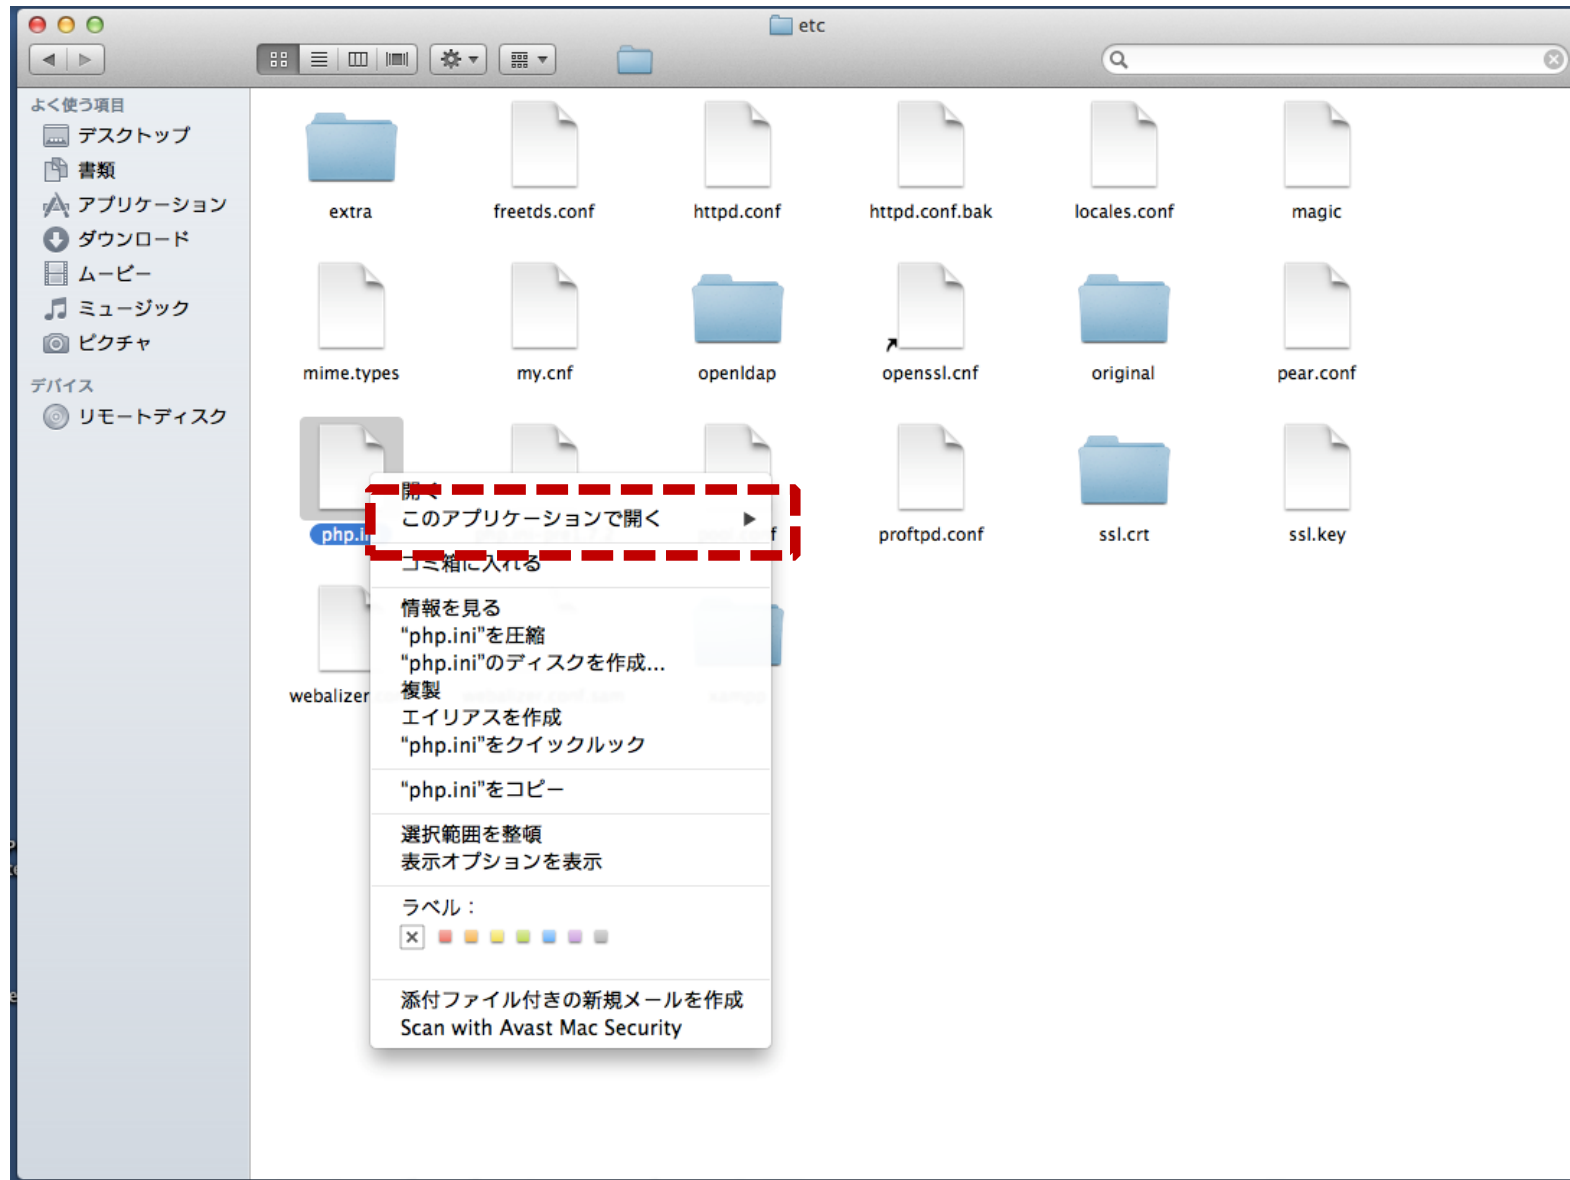 etc
よく使う項目
デスクトップ
書類
アプリケーション
ダウンロード
ムービー
ミュージック
ピクチャ
デバイス
リモートディスク
extra
freetds.conf
httpd.conf
httpd.conf.bak
locales.conf
magic
mime.types
my.cnf
openldap
openssl.cnf
original
pear.conf
php.i
f
proftpd.conf
ssl.crt
ssl.key
webalizer
開く
このアプリケーションで開く
ゴミ箱に入れる
情報を見る
“php.ini”を圧縮
“php.ini”のディスクを作成...
複製
エイリアスを作成
“php.ini”をクイックルック
“php.ini”をコピー
選択範囲を整頓
表示オプションを表示
ラベル：
添付ファイル付きの新規メールを作成
Scan with Avast Mac Security